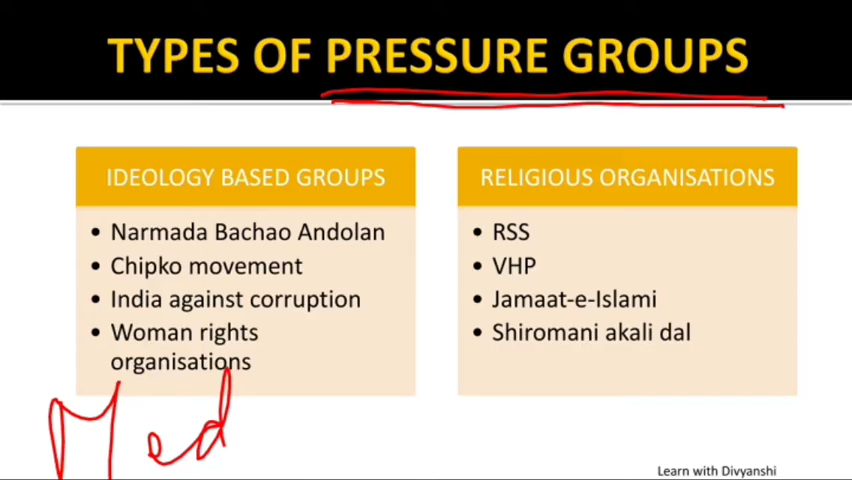 TYPES OF PRESSURE GROUPS
IDEOLOGY BASED GROUPS
• Narmada Bachao Andolan
• Chipko movement
• India against corruption
• Woman rights
organisations
RELIGIOUS ORGANISATIONS
• RSS
• VHP
• Jamaat-e-Islami
• Shiromani akali dal
Med
Learn with Divyanshi